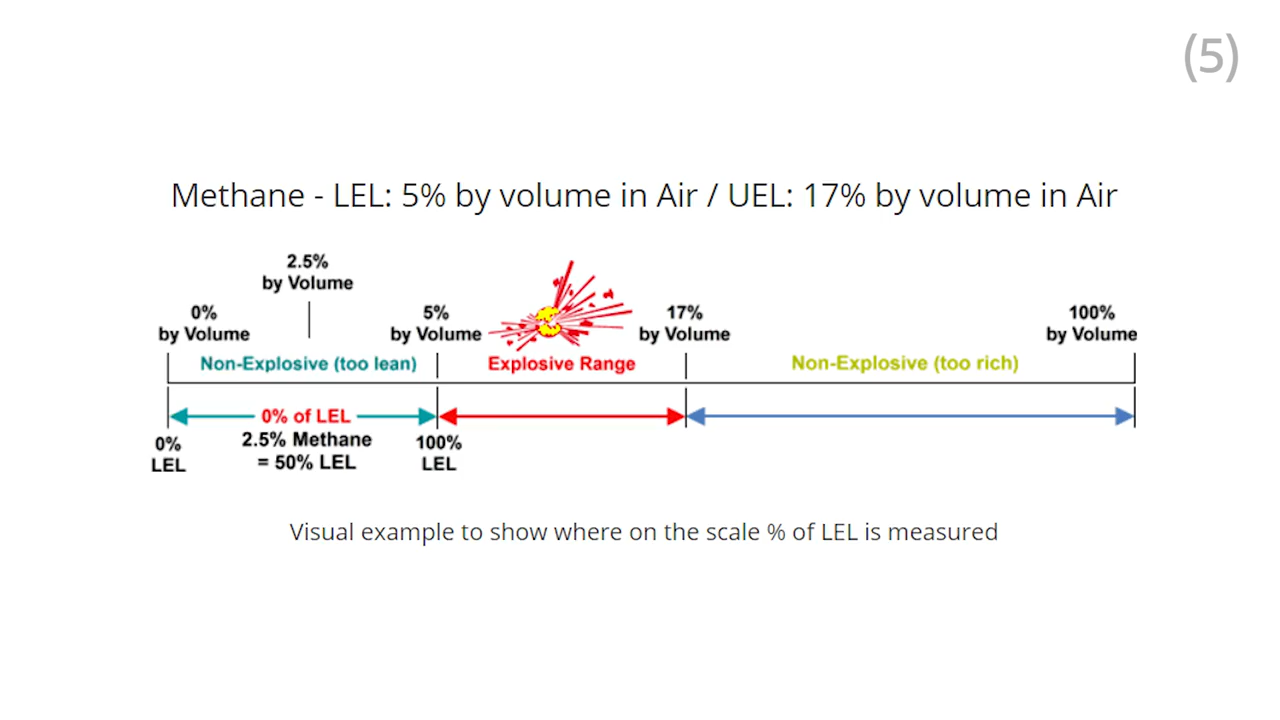 (5)
Methane - LEL: 5% by volume in Air / UEL: 17% by volume in Air
2.5%
by Volume
0%
by Volume
5%
by Volume
17%
by Volume
100%
by Volume
Non-Explosive (too lean)
Explosive Range
Non-Explosive (too rich)
0% of LEL
0%
LEL
2.5% Methane
= 50% LEL
100%
LEL
Visual example to show where on the scale % of LEL is measured